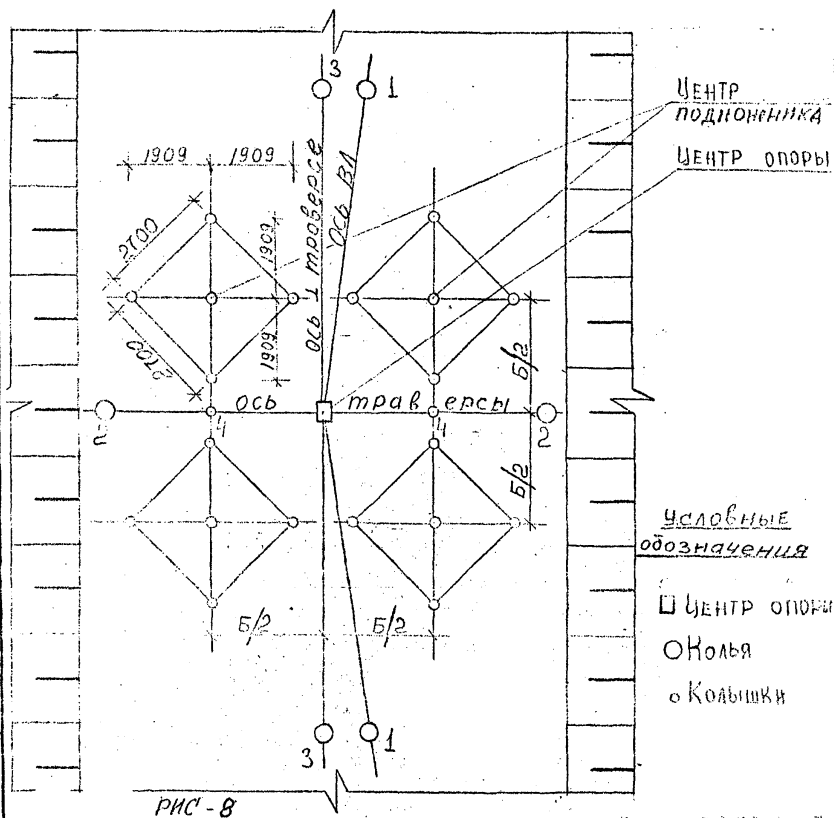 3
1
ЦЕНТР
ПОДНОЖНИКА
ЦЕНТР ОПОРЫ
1909
1909
ось ⊥ траверсе
ОСЬ ВЛ
2700
1909
1909
2700
Б/2
ось траверсы
2
4
4
2
Б/2
Условные
обозначения
□ ЦЕНТР ОПОРЫ
Б/2
Б/2
○ Колья
о Колышки
3
1
РИС - 8